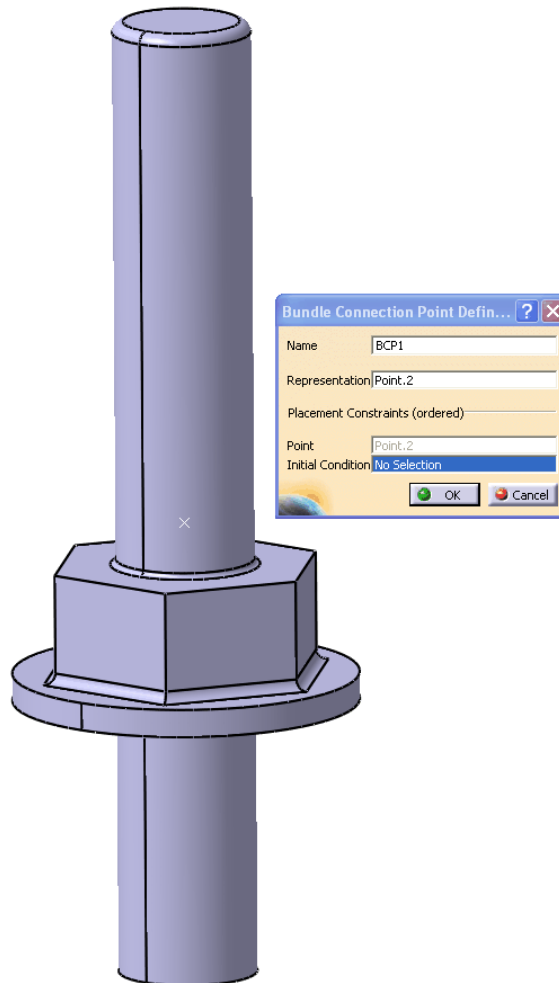 Bundle Connection Point Defin...
Name BCP1
Representation Point.2
Placement Constraints (ordered)
Point Point.2
Initial Condition No Selection
OK Cancel